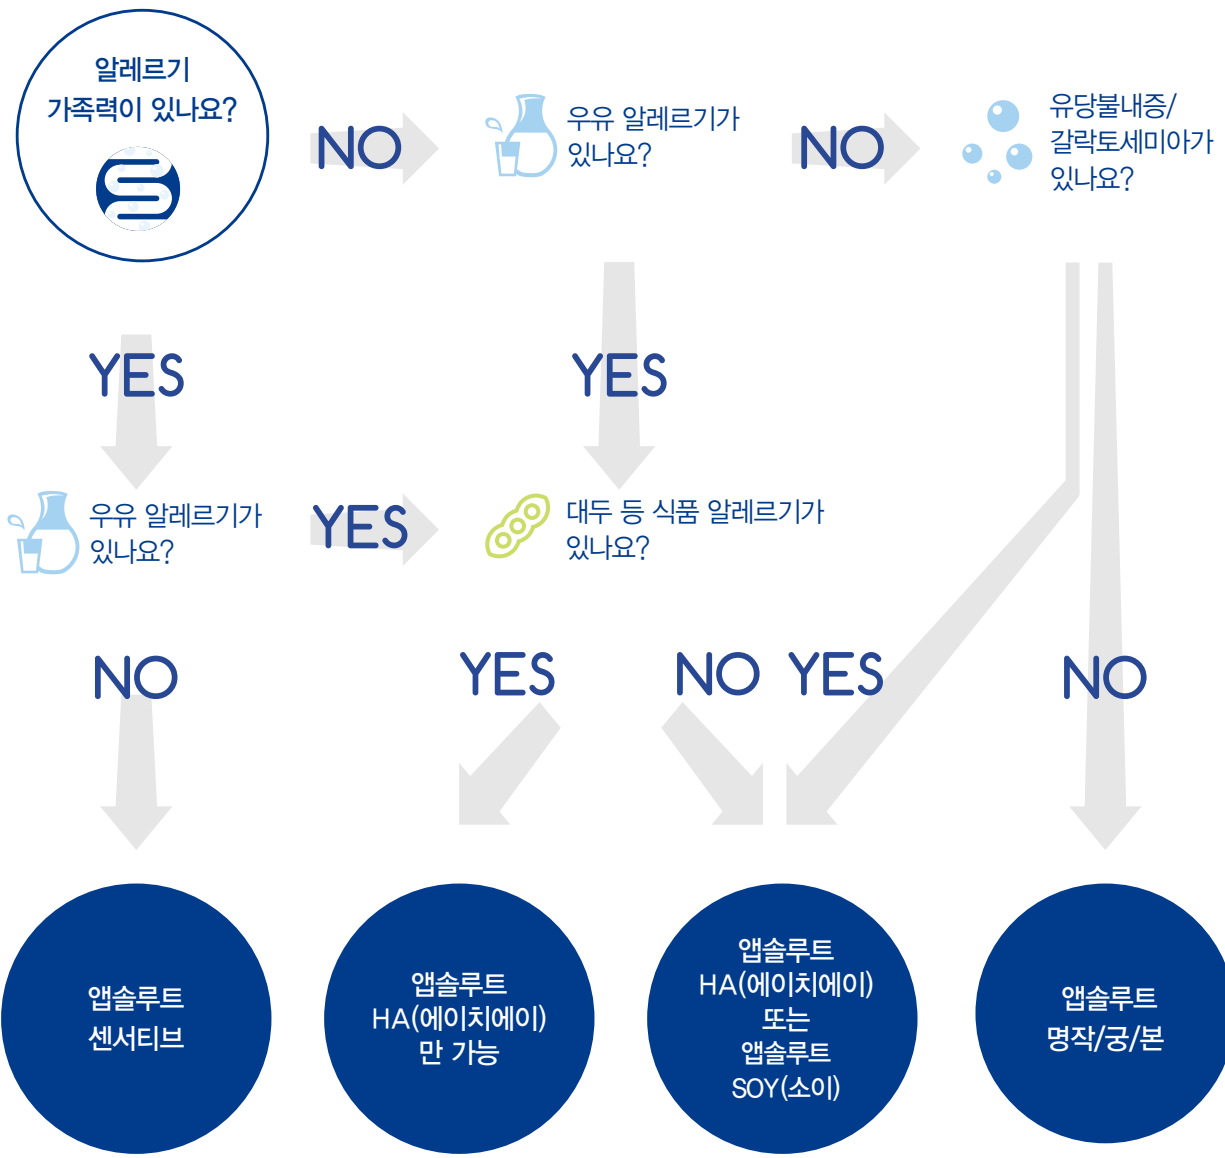 알레르기
가족력이 있나요?
NO
우유 알레르기가
있나요?
NO
유당불내증/
갈락토세미아가
있나요?
YES
YES
우유 알레르기가
있나요?
YES
대두 등 식품 알레르기가
있나요?
NO
YES
NO
YES
NO
앱솔루트
센서티브
앱솔루트
HA(에이치에이)
만 가능
앱솔루트
HA(에이치에이)
또는
앱솔루트
SOY(소이)
앱솔루트
명작/궁/본